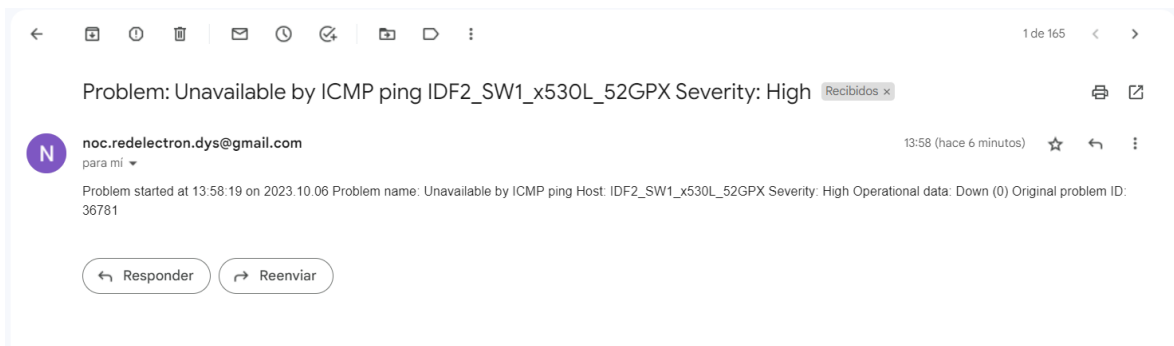 1 de 165
Problem: Unavailable by ICMP ping IDF2_SW1_x530L_52GPX Severity: High Recibidos ×
N
noc.redelectron.dys@gmail.com 13:58 (hace 6 minutos)
para mí
Problem started at 13:58:19 on 2023.10.06 Problem name: Unavailable by ICMP ping Host: IDF2_SW1_x530L_52GPX Severity: High Operational data: Down (0) Original problem ID:
36781
Responder Reenviar